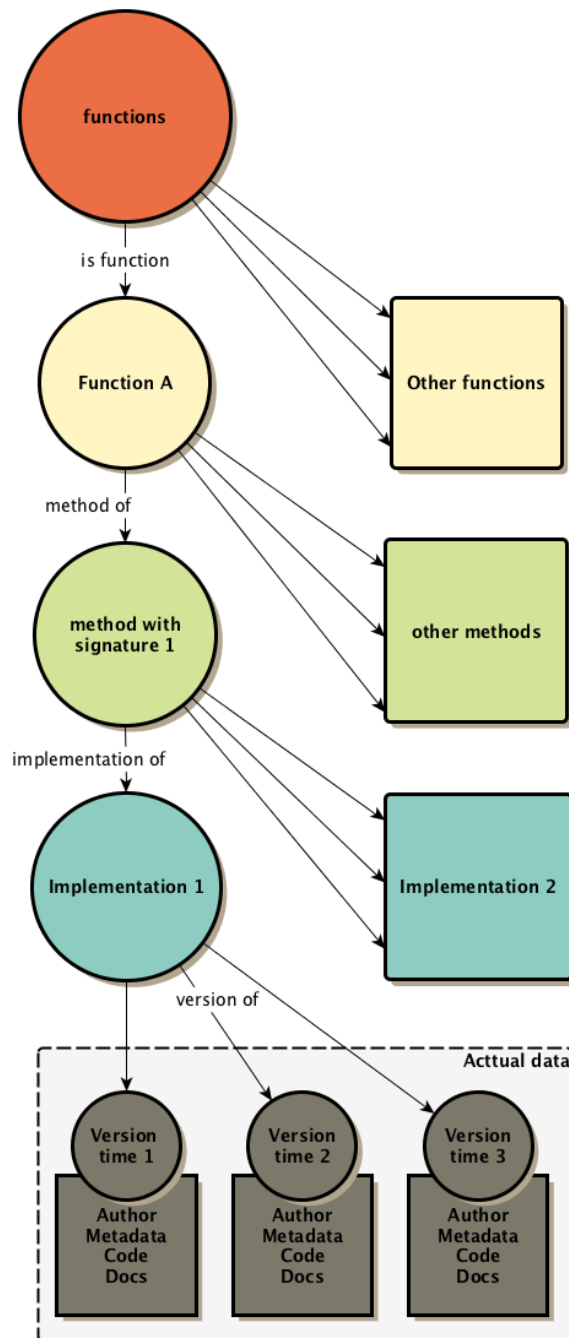 functions
is function
Function A
Other functions
method of
method with
signature 1
other methods
implementation of
Implementation 1
Implementation 2
version of
Acttual data
Version
time 1
Author
Metadata
Code
Docs
Version
time 2
Author
Metadata
Code
Docs
Version
time 3
Author
Metadata
Code
Docs